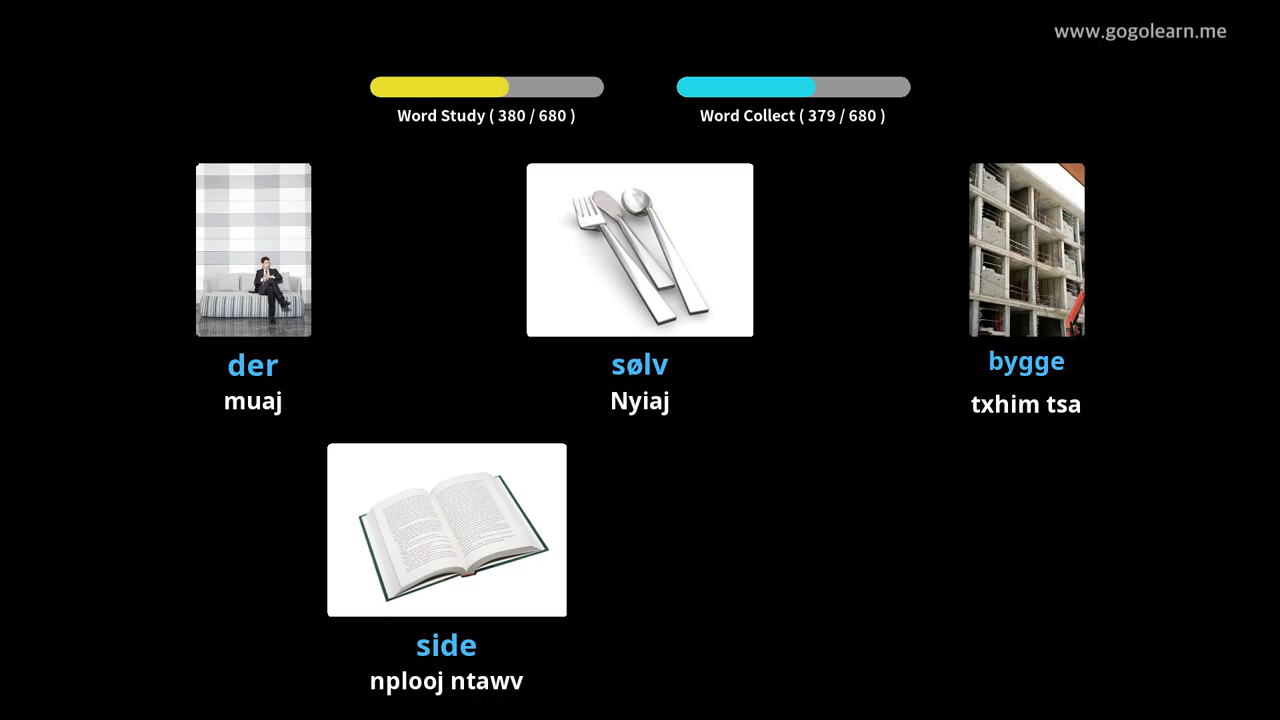 www.gogolearn.me
Word Study ( 380 / 680 )
Word Collect ( 379 / 680 )
der
muaj
sølv
Nyiaj
bygge
txhim tsa
side
nplooj ntawv